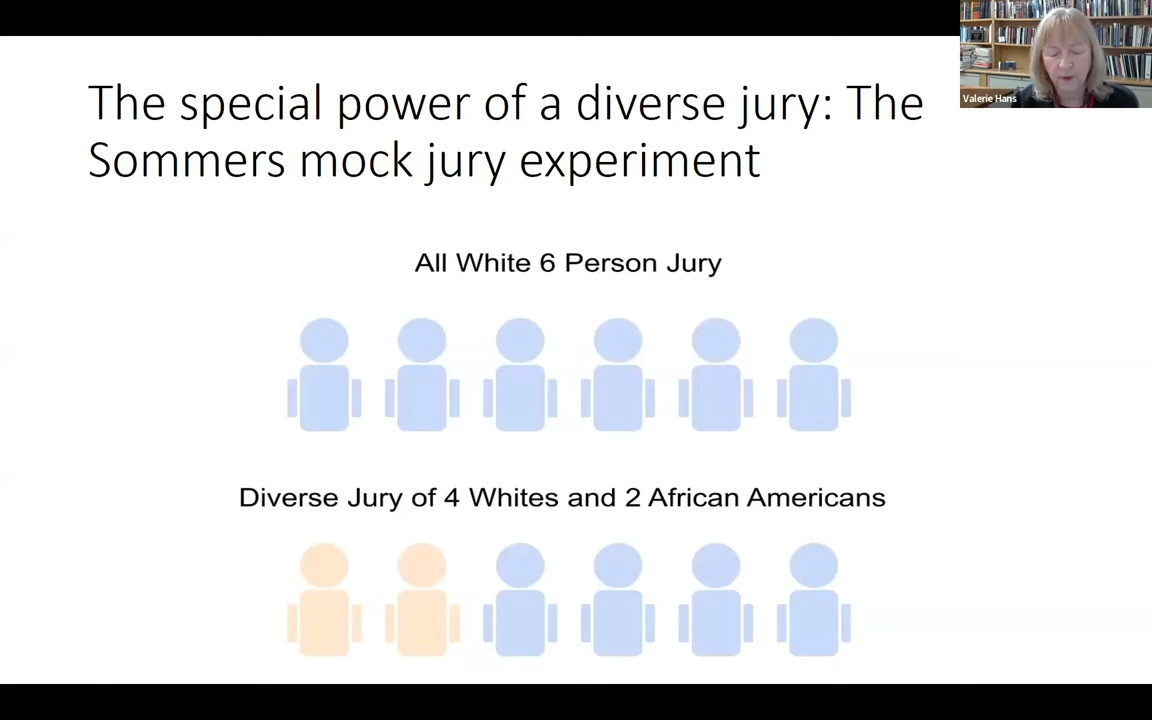 The special power of a diverse jury: The
Sommers mock jury experiment
Valerie Hans
All White 6 Person Jury
Diverse Jury of 4 Whites and 2 African Americans